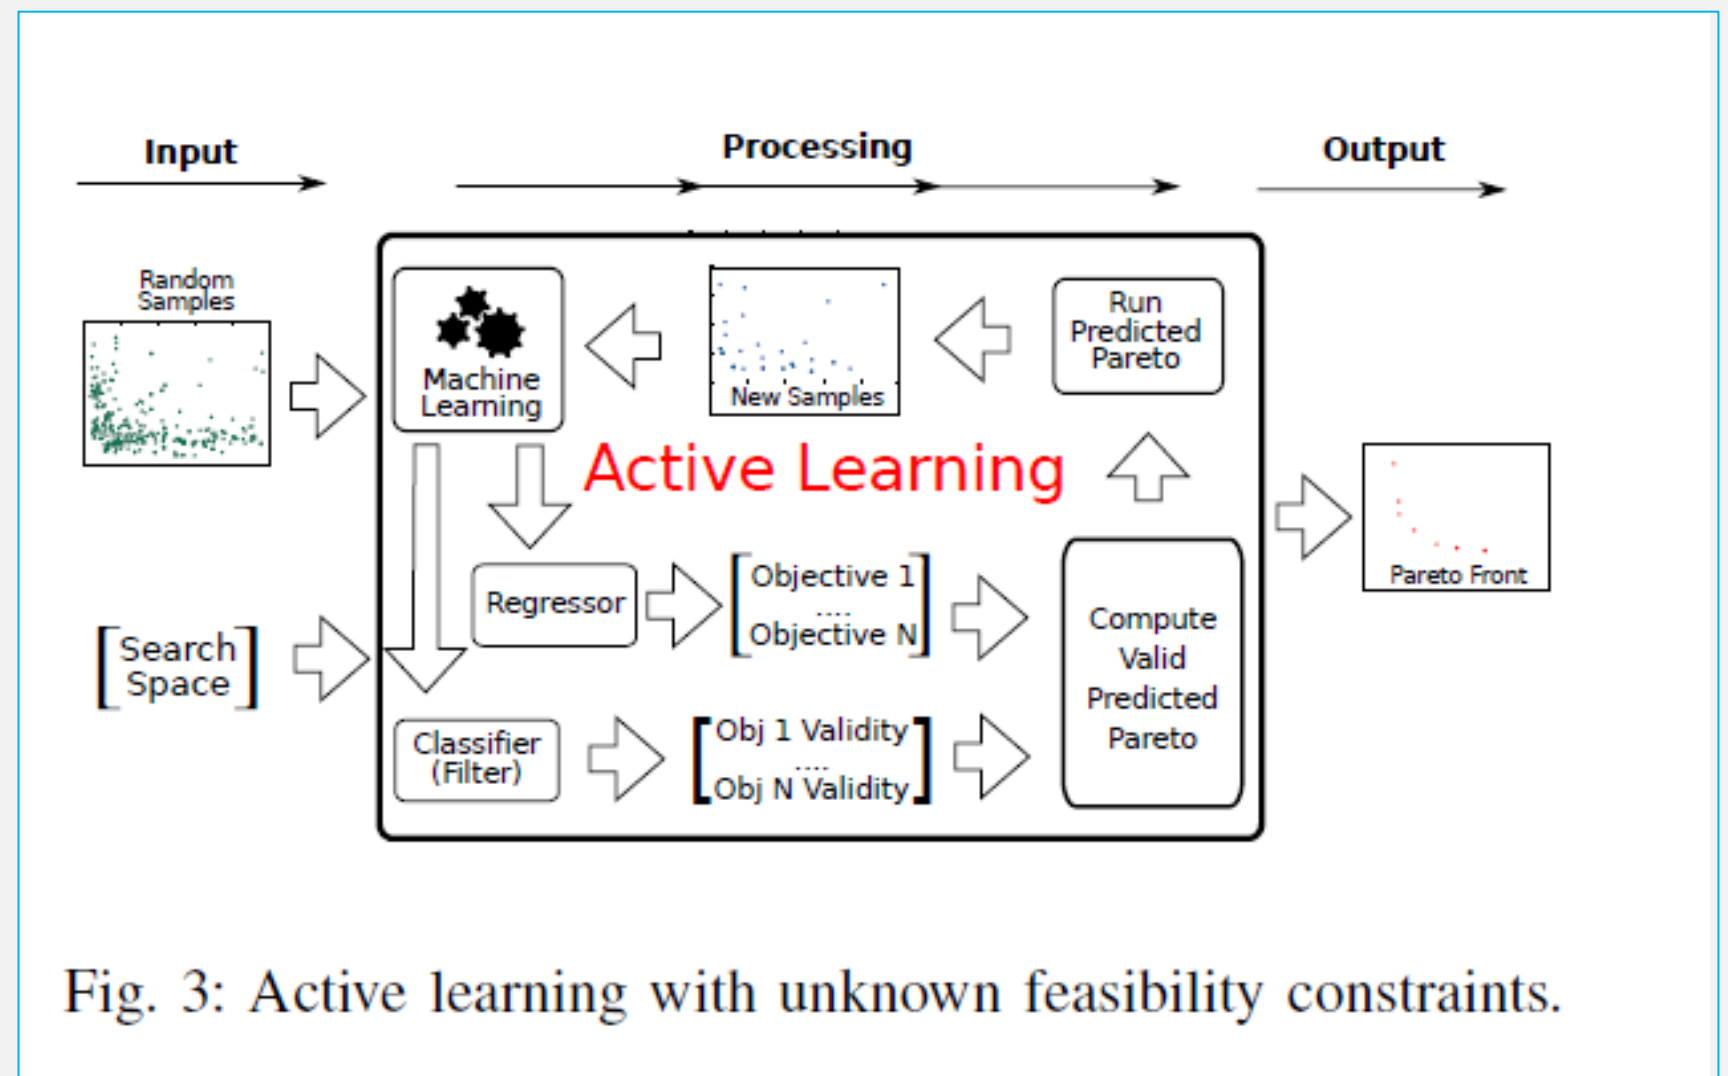 Input
Processing
Output
Random
Samples
Machine
Learning
New Samples
Run
Predicted
Pareto
Active Learning
Regressor
Objective 1
....
Objective N
Search
Space
Classifier
(Filter)
Obj 1 Validity
....
Obj N Validity
Compute
Valid
Predicted
Pareto
Pareto Front
Fig. 3: Active learning with unknown feasibility constraints.